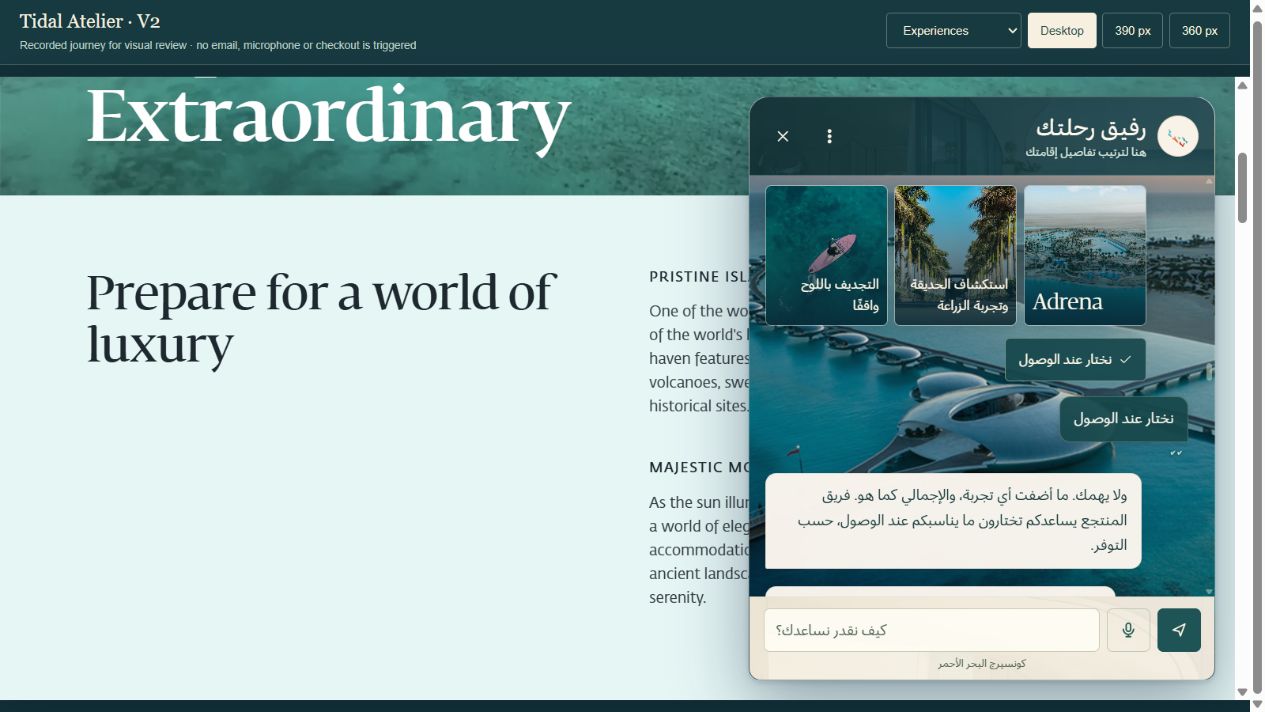 Tidal Atelier · V2
Recorded journey for visual review · no email, microphone or checkout is triggered
Experiences
Desktop
390 px
360 px
Extraordinary
Prepare for a world of
luxury
PRISTINE ISL
One of the wo
of the world's
haven features
volcanoes, swe
historical sites.
MAJESTIC MO
As the sun illur
a world of eleg
accommodatio
ancient landsc
serenity.
رفيق رحلتك
هنا لترتيب تفاصيل إقامتك
Adrena
استكشاف الحديقة
وتجربة الزراعة
التجديف باللوح
واقفًا
نختار عند الوصول
نختار عند الوصول
ولا يهمك. ما أضفت أي تجربة، والإجمالي كما هو. فريق
المنتجع يساعدكم تختارون ما يناسبكم عند الوصول، حسب
التوفر.
كيف نقدر نساعدك؟
كونسيرج البحر الأحمر